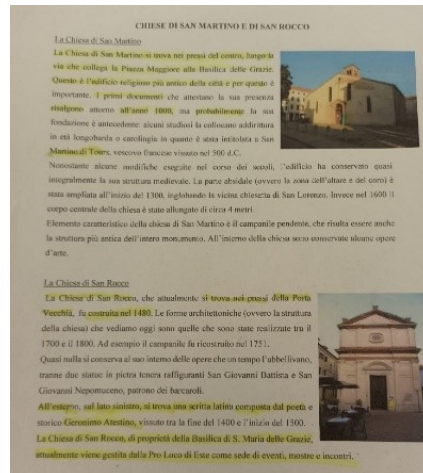 CHIESE DI SAN MARTINO E DI SAN ROCCO
La Chiesa di San Martino
La Chiesa di San Martino si trova nei pressi del centro, lungo la
via che collega la Piazza Maggiore alla Basilica delle Grazie.
Questo è l'edificio religioso più antico della città e per questo è
importante. I primi documenti che attestano la sua presenza
risalgono attorno all'anno 1000, ma probabilmente la sua
fondazione è antecedente: alcuni studiosi la collocano addirittura
in età longobarda o carolingia in quanto è stata intitolata a San
Martino di Tours, vescovo francese vissuto nel 500 d.C.
Nonostante alcune modifiche eseguite nel corso dei secoli, l'edificio ha conservato quasi
integralmente la sua struttura medievale. La parte absidale (ovvero la zona dell'altare e del coro) è
stata ampliata all'inizio del 1300, inglobando la vicina chiesetta di San Lorenzo. Invece nel 1600 il
corpo centrale della chiesa è stato allungato di circa 4 metri.
Elemento caratteristico della chiesa di San Martino è il campanile pendente, che risulta essere anche
la struttura più antica dell'intero monumento. All'interno della chiesa sono conservate alcune opere
d'arte.
La Chiesa di San Rocco
La Chiesa di San Rocco, che attualmente si trova nei pressi della Porta
Vecchia, fu costruita nel 1480. Le forme architettoniche (ovvero la struttura
della chiesa) che vediamo oggi sono quelle che sono state realizzate tra il
1700 e il 1800. Ad esempio il campanile fu ricostruito nel 1751.
Quasi nulla si conserva al suo interno delle opere che un tempo l'abbellivano,
tranne due statue in pietra tenera raffiguranti San Giovanni Battista e San
Giovanni Nepomuceno, patrono dei barcaroli.
All'esterno, sul lato sinistro, si trova una scritta latina composta dal poeta e
storico Geronimo Atestino, vissuto tra la fine del 1400 e l'inizio del 1500.
La Chiesa di San Rocco, di proprietà della Basilica di S. Maria delle Grazie,
attualmente viene gestita dalla Pro Loco di Este come sede di eventi, mostre e incontri.